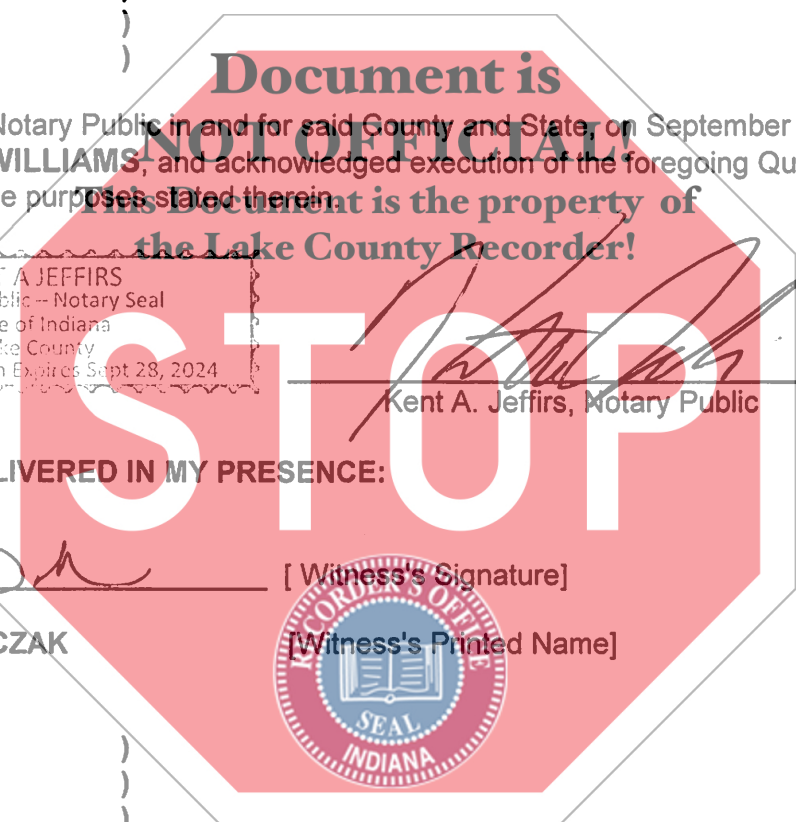 )
)
)
Document is
Notary Public in and for said County and State, on September
NOT OFFICIAL!
WILLIAMS, and acknowledged execution of the foregoing Qu
e purposes stated therein.
This Document is the property of
the Lake County Recorder!
T A JEFFIRS
blic -- Notary Seal
e of Indiana
ke County
n Expires Sept 28, 2024
STOP
Kent A. Jeffirs, Notary Public
LIVERED IN MY PRESENCE:
[ Witness's Signature]
CZAK
[Witness's Printed Name]
RECORDER'S OFFICE
SEAL
INDIANA
)
)
)